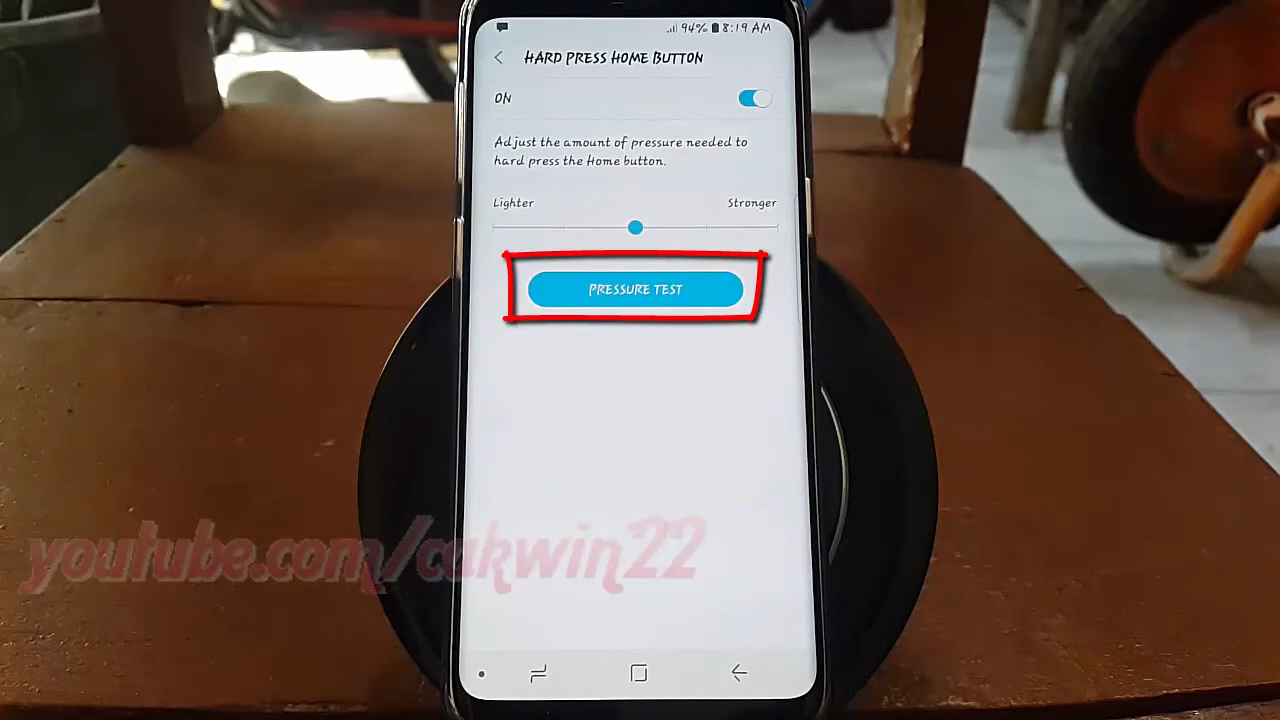 94% 8:19 AM
HARD PRESS HOME BUTTON
ON
Adjust the amount of pressure needed to
hard press the Home button.
Lighter Stronger
PRESSURE TEST
youtube.com/cakwin22